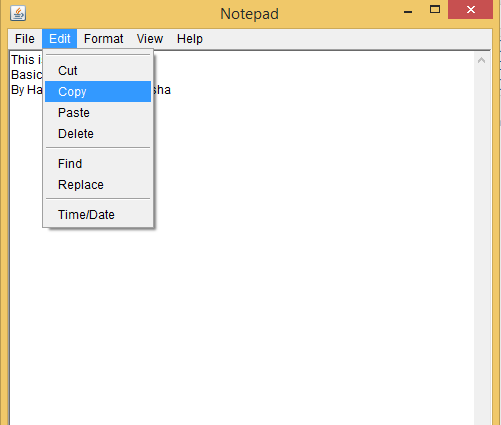 Notepad
File Edit Format View Help
This i
Basic
By Ha sha
Cut
Copy
Paste
Delete
Find
Replace
Time/Date